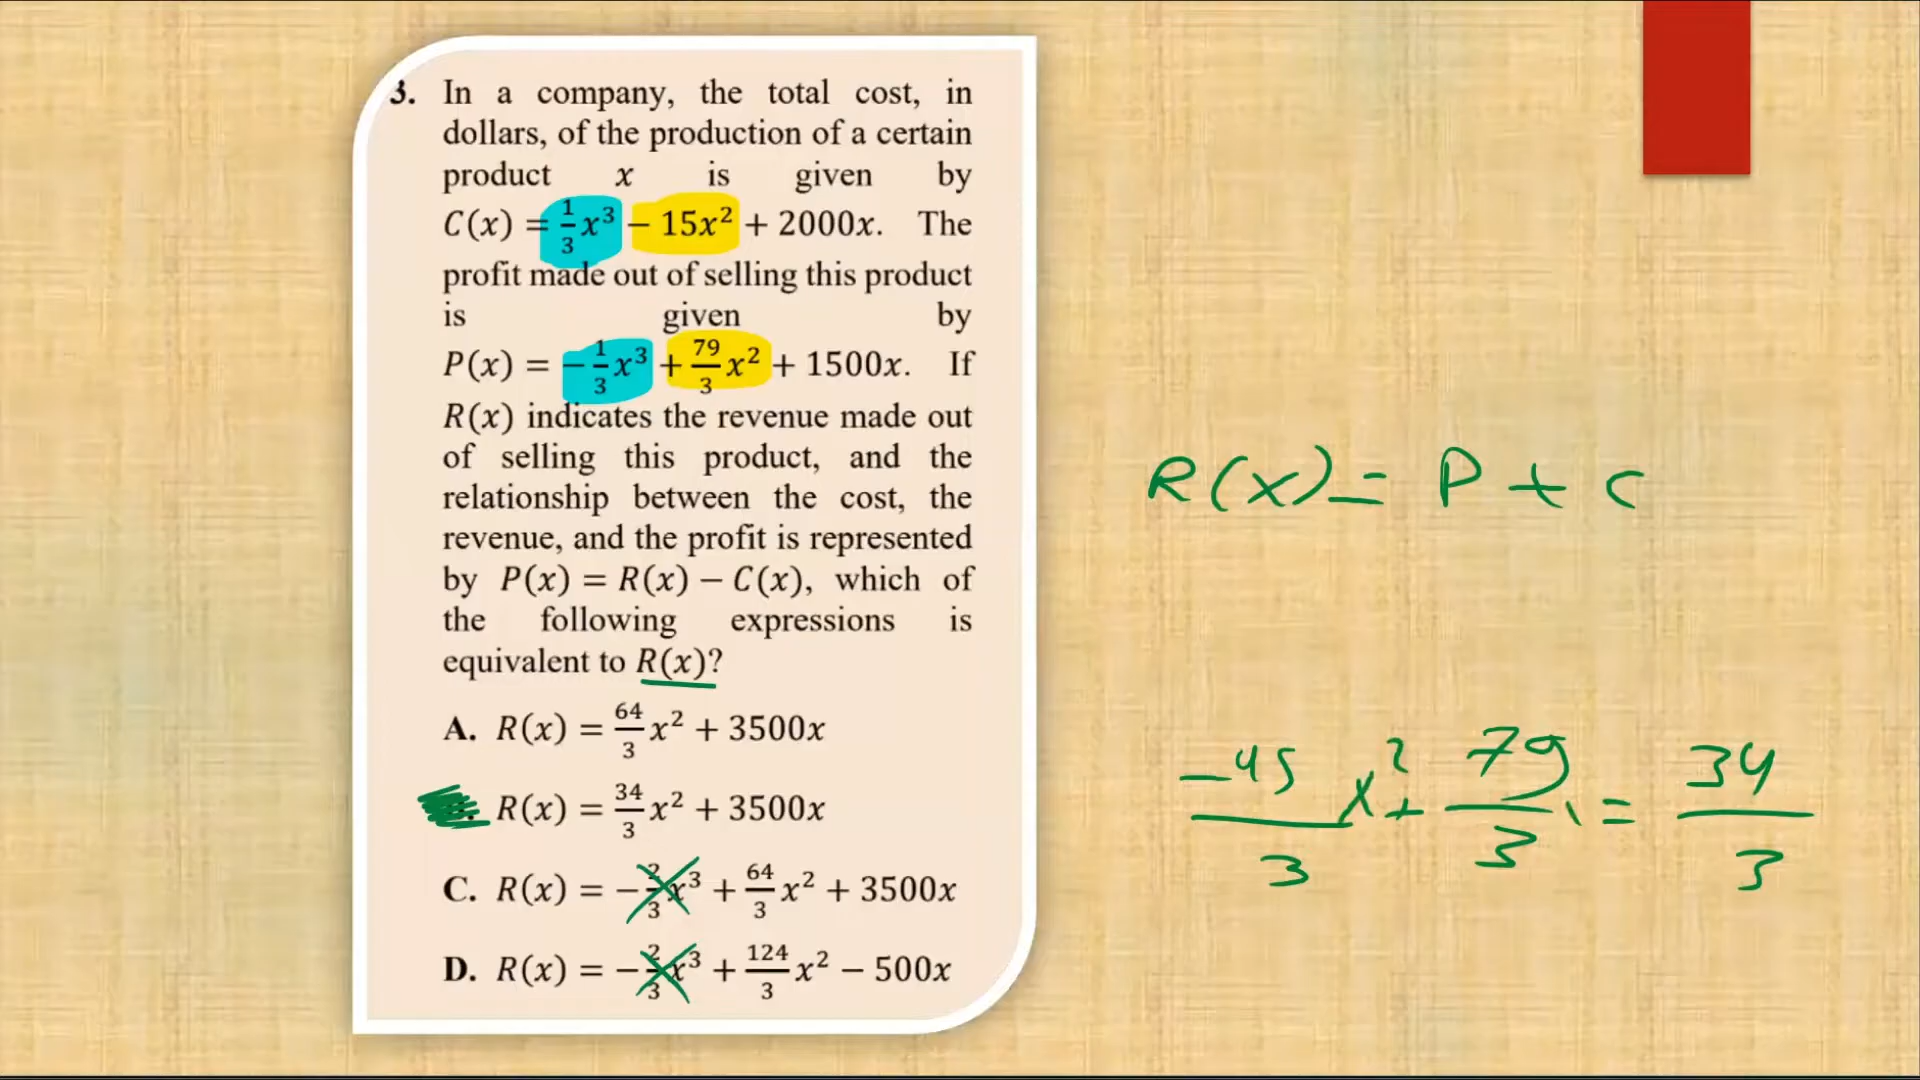 3. In a company, the total cost, in
dollars, of the production of a certain
product x is given by
C(x) = 1/3 x³ − 15x² + 2000x. The
profit made out of selling this product
is given by
P(x) = −1/3 x³ + 79/3 x² + 1500x. If
R(x) indicates the revenue made out
of selling this product, and the
relationship between the cost, the
revenue, and the profit is represented
by P(x) = R(x) − C(x), which of
the following expressions is
equivalent to R(x)?
A. R(x) = 64/3 x² + 3500x
R(x) = 34/3 x² + 3500x
C. R(x) = −2/3 x³ + 64/3 x² + 3500x
D. R(x) = −2/3 x³ + 124/3 x² − 500x
R(x) = P + C
−45/3 x² + 79/3 = 34/3